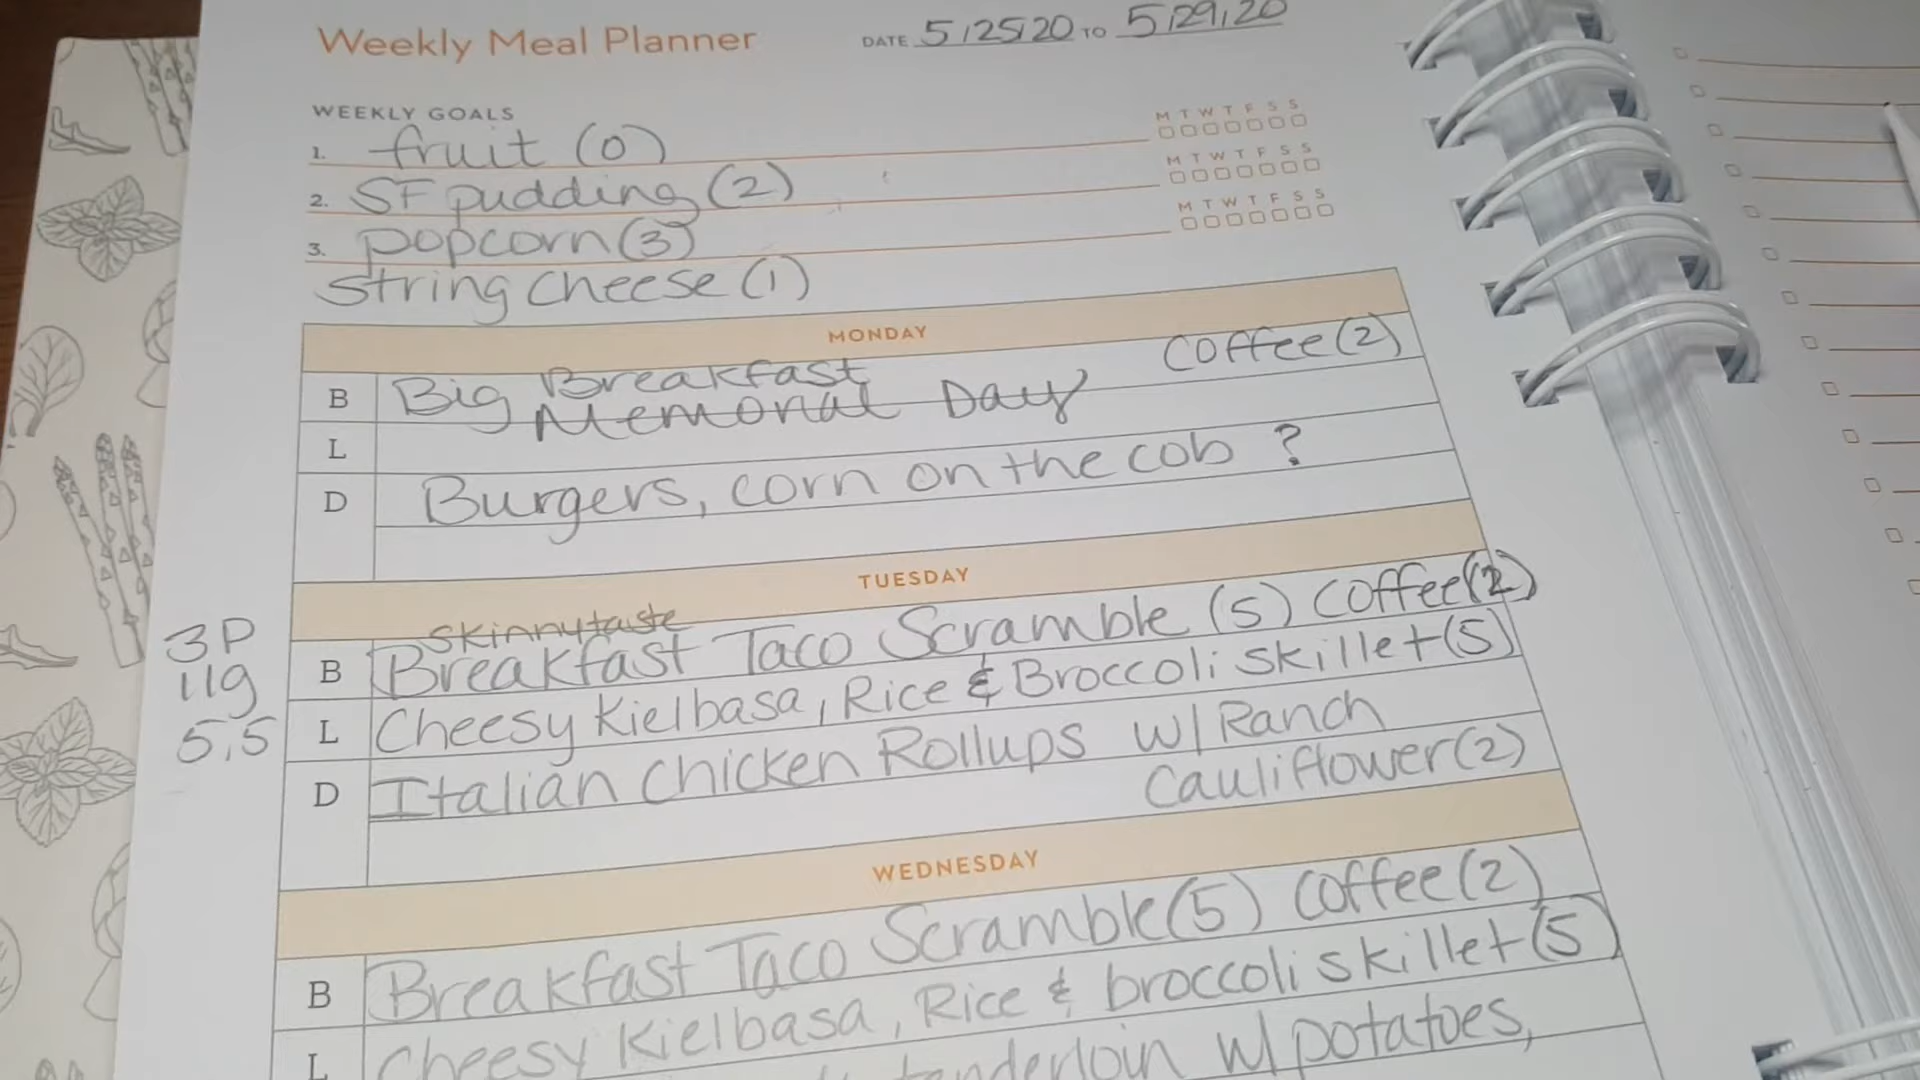 Weekly Meal Planner
DATE 5/25/20 TO 5/29/20
WEEKLY GOALS
M T W T F S S
1. fruit (0)
M T W T F S S
2. SF pudding (2)
M T W T F S S
3. popcorn (3)
String cheese (1)
MONDAY
Coffee (2)
B Big Breakfast
Memorial Day
L
D Burgers, corn on the cob ?
TUESDAY
3P
11g
5,5
skinnytaste
B Breakfast Taco Scramble (5) Coffee (2)
L Cheesy Kielbasa, Rice & Broccoli skillet (5)
D Italian Chicken Rollups w/ Ranch
Cauliflower (2)
WEDNESDAY
B Breakfast Taco Scramble (5) Coffee (2)
L Cheesy Kielbasa, Rice & broccoli skillet (5)
tenderloin w/ potatoes,